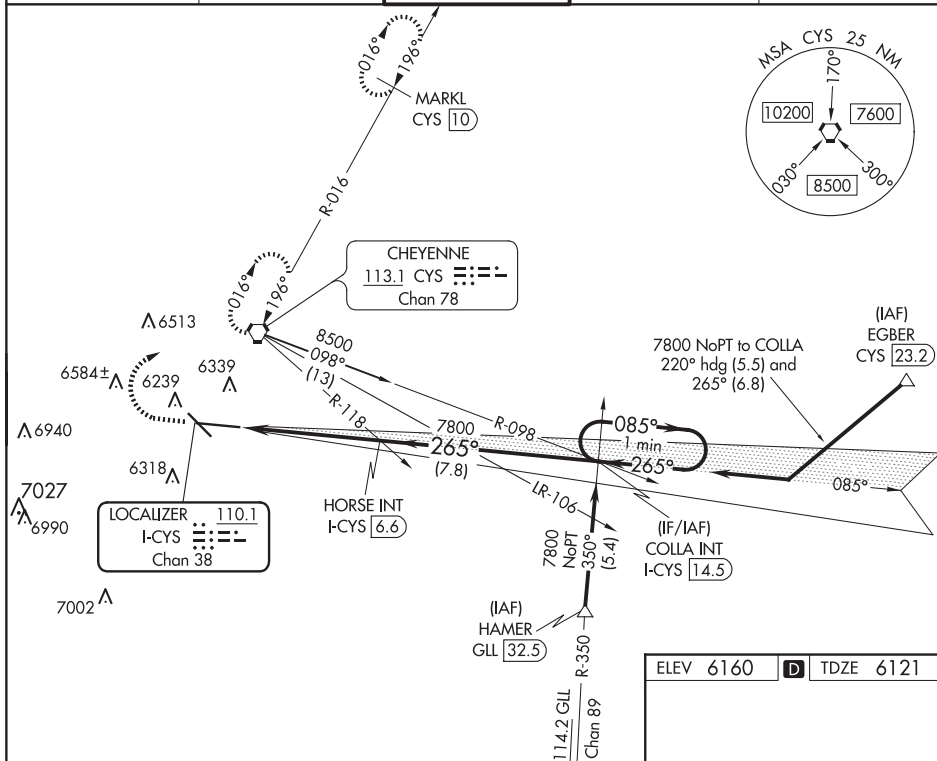 016°
196°
MARKL
CYS 10
R-016
MSA CYS 25 NM
170°
10200
7600
8500
030°
300°
CHEYENNE
113.1 CYS
Chan 78
016°
196°
6513
6584±
6239
6339
6940
6318
7027
6990
7002
8500
098°
(13)
R-118
R-098
7800
265°
(7.8)
LR-106
085°
1 min
265°
7800 NoPT to COLLA
220° hdg (5.5) and
265° (6.8)
(IAF)
EGBER
CYS 23.2
085°
LOCALIZER 110.1
I-CYS
Chan 38
HORSE INT
I-CYS 6.6
7800
NoPT
350°
(5.4)
(IF/IAF)
COLLA INT
I-CYS 14.5
(IAF)
HAMER
GLL 32.5
R-350
114.2 GLL
Chan 89
ELEV 6160 D TDZE 6121